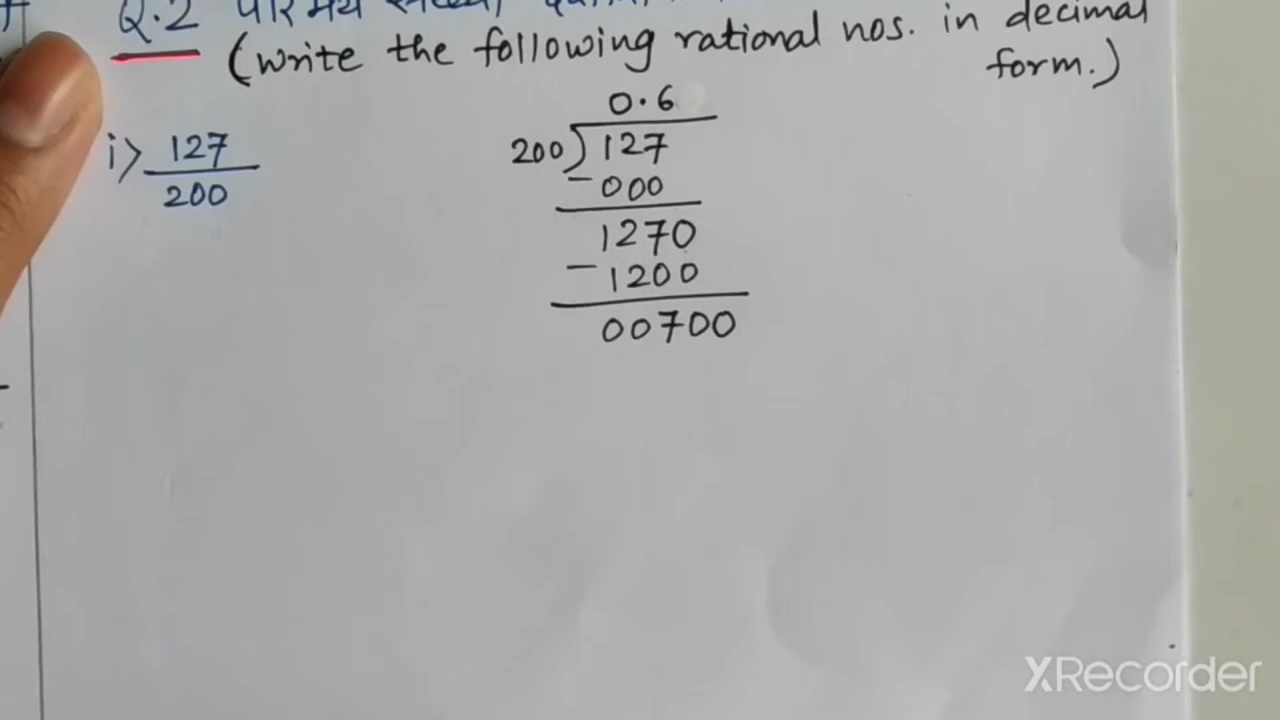 Q.2
(Write the following rational nos. in decimal
form.)
i> 127
200
0.6
200)127
-000
1270
-1200
00700
XRecorder